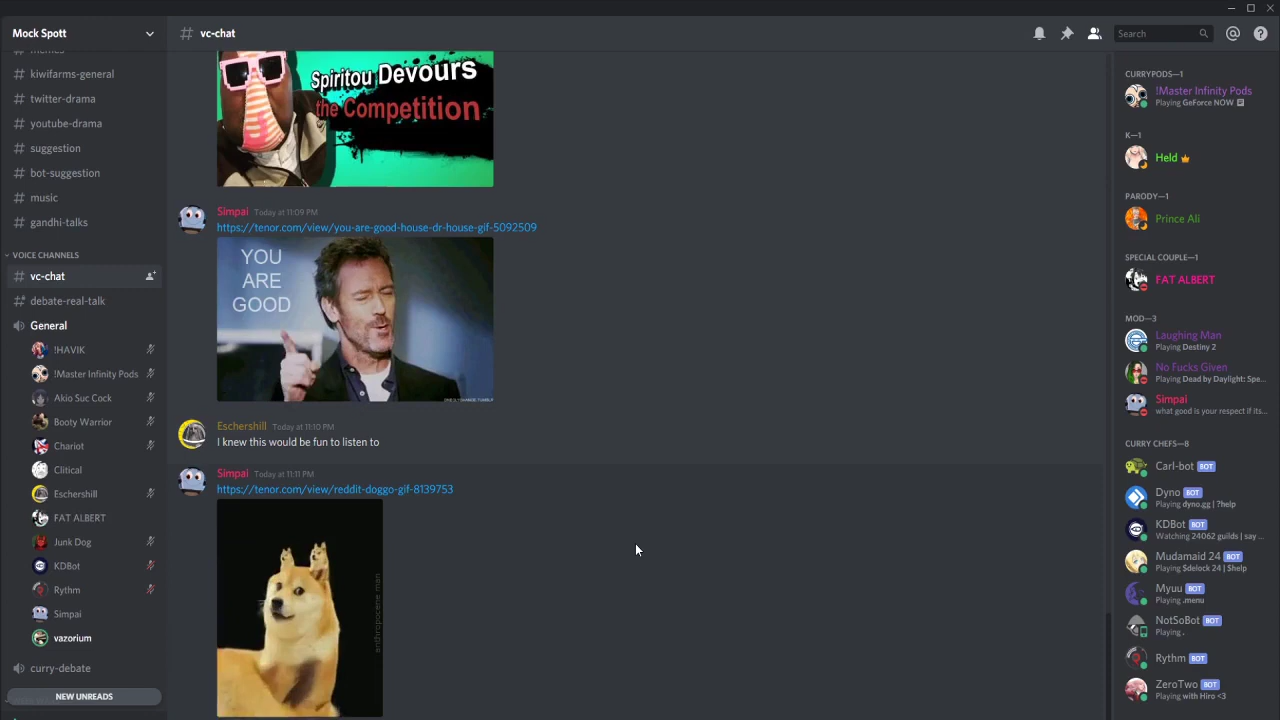 Mock Spott
# vc-chat
Search
memes
# kiwifarms-general
# twitter-drama
# youtube-drama
# suggestion
# bot-suggestion
# music
# gandhi-talks
VOICE CHANNELS
# vc-chat
# debate-real-talk
General
!HAVIK
!Master Infinity Pods
Akio Suc Cock
Booty Warrior
Chariot
Clitical
Eschershill
FAT ALBERT
Junk Dog
KDBot
Rythm
Simpai
vazorium
curry-debate
NEW UNREADS
Spiritou Devours
the Competition
Simpai Today at 11:09 PM
https://tenor.com/view/you-are-good-house-dr-house-gif-5092509
YOU
ARE
GOOD
Eschershill Today at 11:10 PM
I knew this would be fun to listen to
Simpai Today at 11:11 PM
https://tenor.com/view/reddit-doggo-gif-8139753
anthropocene man
CURRYPODS—1
!Master Infinity Pods
Playing GeForce NOW
K—1
Held
PARODY—1
Prince Ali
SPECIAL COUPLE—1
FAT ALBERT
MOD—3
Laughing Man
Playing Destiny 2
No Fucks Given
Playing Dead by Daylight: Spe...
Simpai
what good is your respect if its...
CURRY CHEFS—8
Carl-bot BOT
Dyno BOT
Playing dyno.gg | ?help
KDBot BOT
Watching 24062 guilds | say ...
Mudamaid 24 BOT
Playing $delock 24 | $help
Myuu BOT
Playing .menu
NotSoBot BOT
Playing .
Rythm BOT
ZeroTwo BOT
Playing with Hiro <3